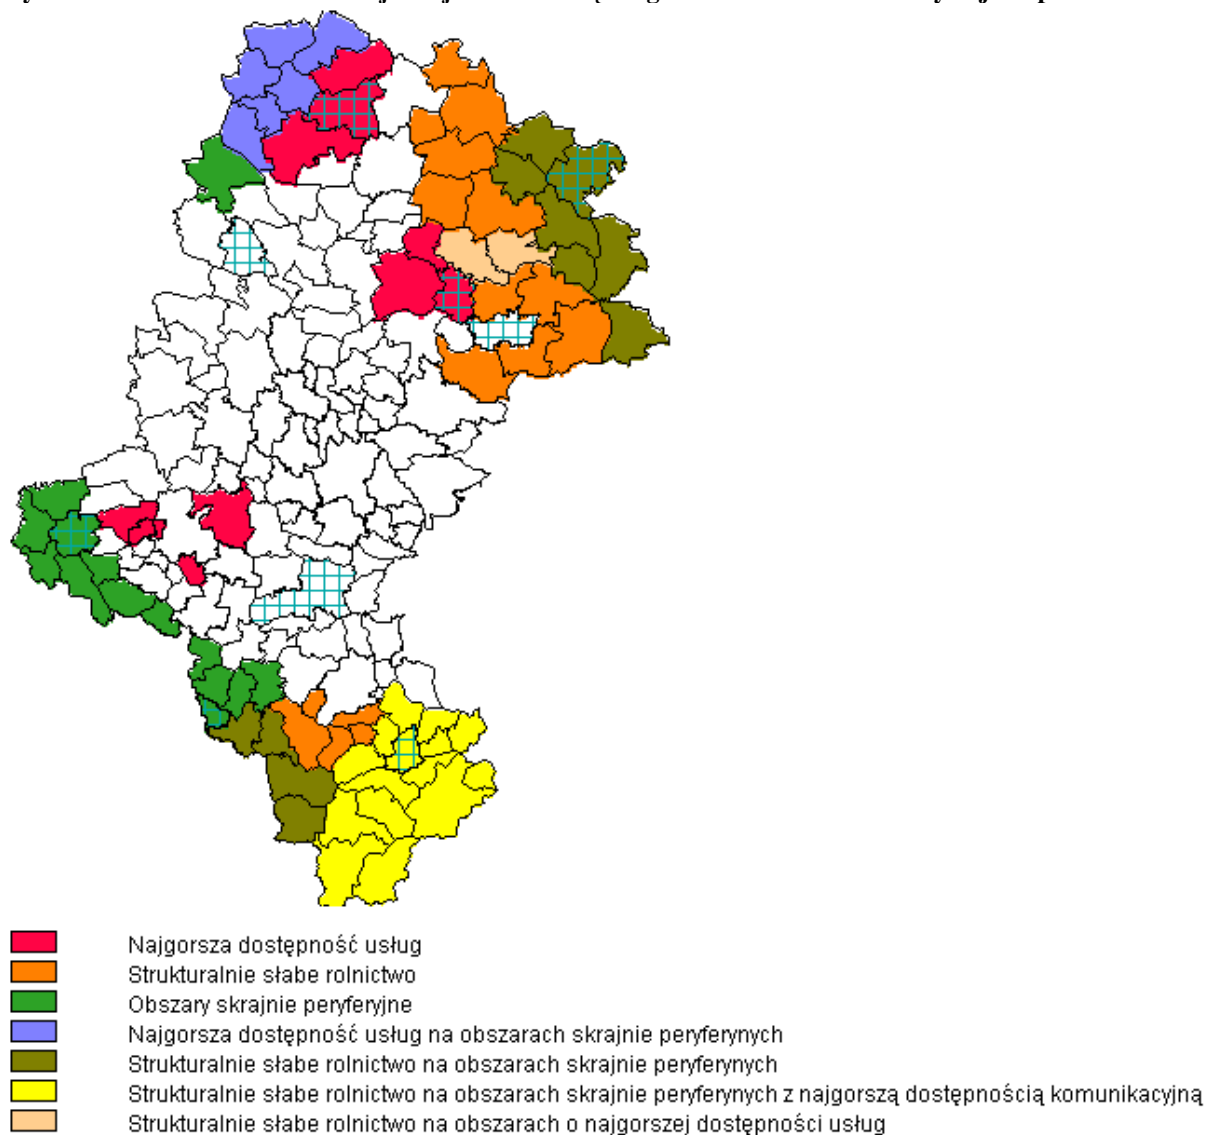 Najgorsza dostępność usług
Strukturalnie słabe rolnictwo
Obszary skrajnie peryferyjne
Najgorsza dostępność usług na obszarach skrajnie peryferynych
Strukturalnie słabe rolnictwo na obszarach skrajnie peryferynych
Strukturalnie słabe rolnictwo na obszarach skrajnie peryferynych z najgorszą dostępnością komunikacyjną
Strukturalnie słabe rolnictwo na obszarach o najgorszej dostępności usług